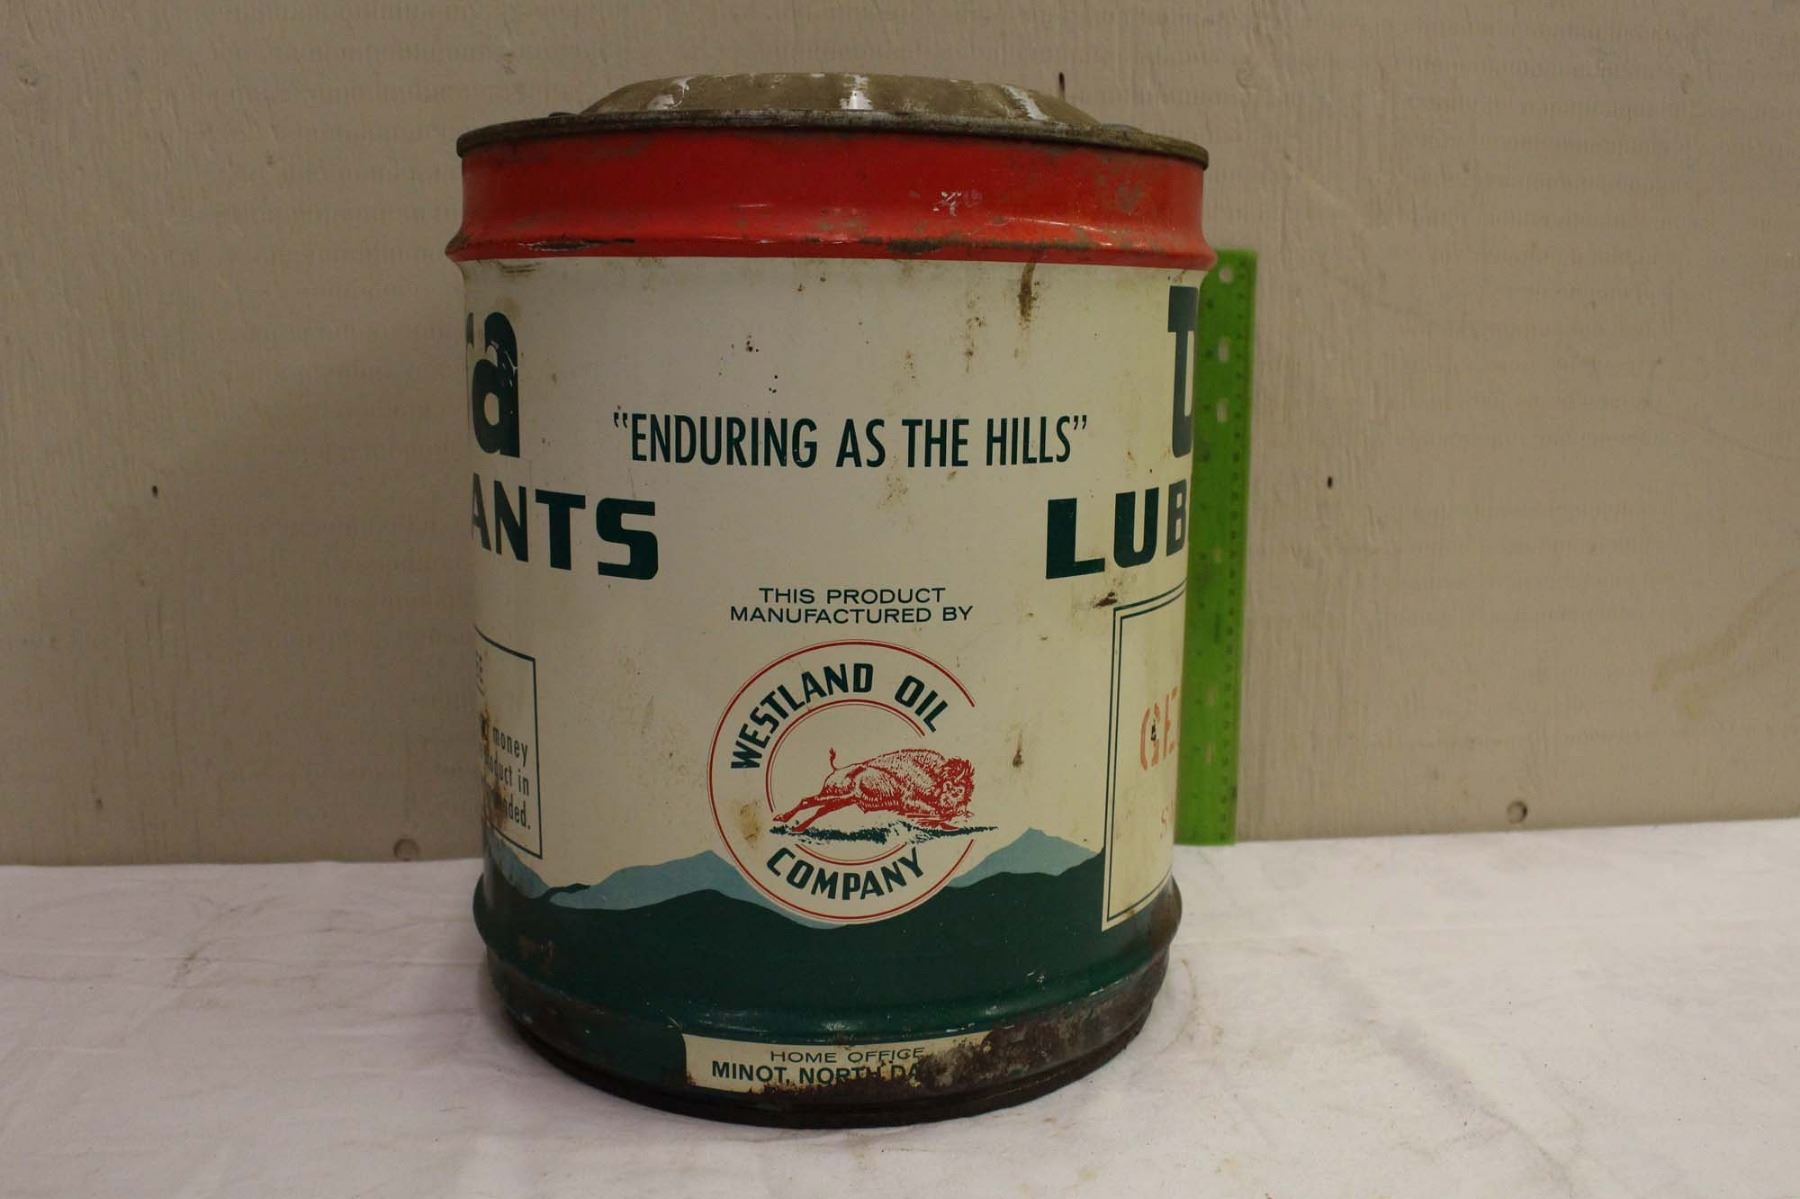 ra
"ENDURING AS THE HILLS"
ANTS
LUB
THIS PRODUCT
MANUFACTURED BY
WESTLAND OIL
COMPANY
money
duct in
ded.
HOME OFFICE
MINOT, NORTH DA